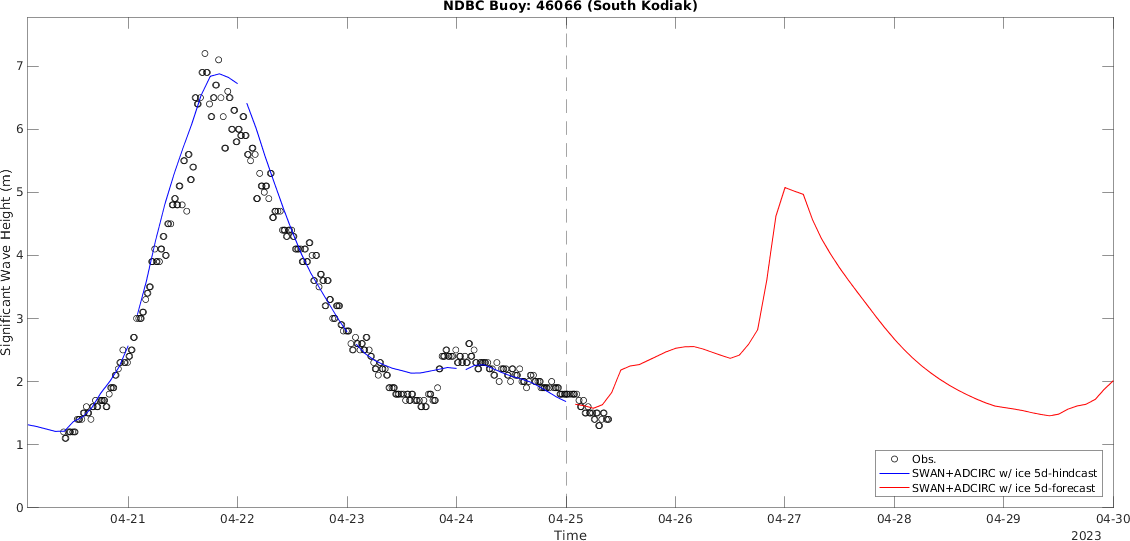 NDBC Buoy: 46066 (South Kodiak)
Significant Wave Height (m)
7
6
5
4
3
2
1
0
Obs.
SWAN+ADCIRC w/ ice 5d-hindcast
SWAN+ADCIRC w/ ice 5d-forecast
04-21 04-22 04-23 04-24 04-25 04-26 04-27 04-28 04-29 04-30
Time
2023